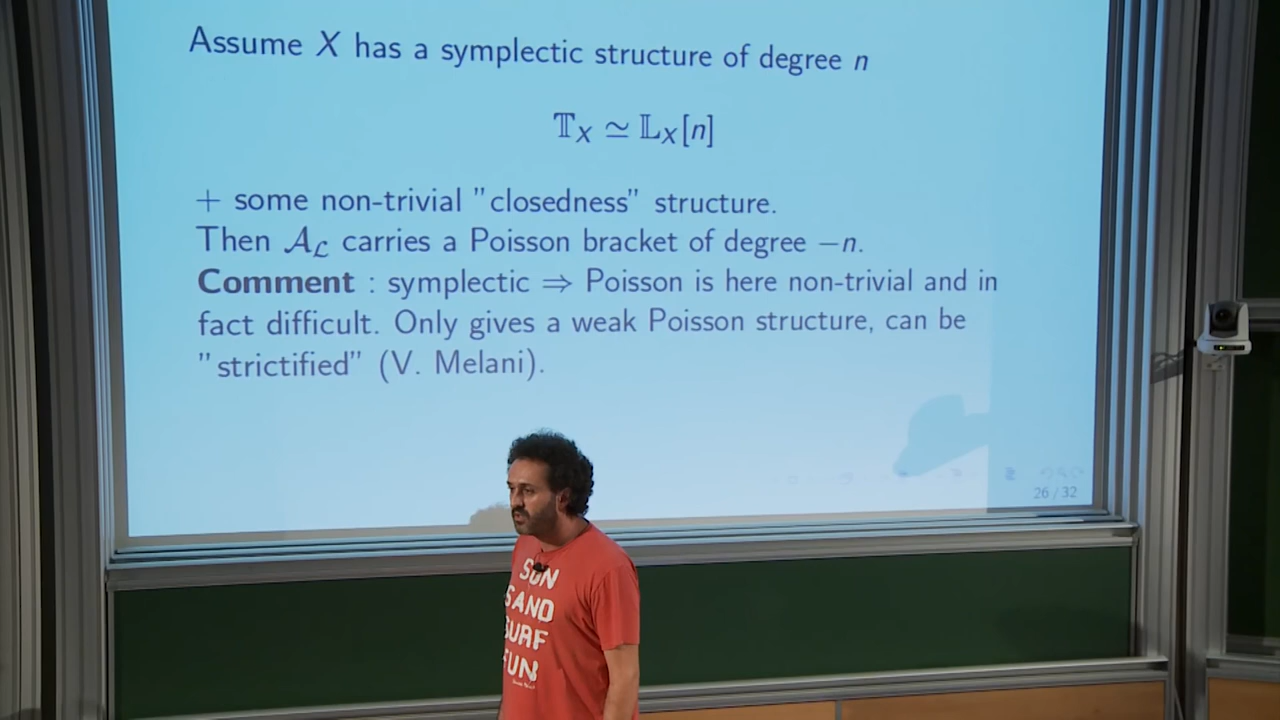 Assume X has a symplectic structure of degree n
𝕋_X ≃ 𝕃_X[n]
+ some non-trivial "closedness" structure.
Then 𝒜_ℒ carries a Poisson bracket of degree −n.
Comment : symplectic ⇒ Poisson is here non-trivial and in
fact difficult. Only gives a weak Poisson structure, can be
"strictified" (V. Melani).
26 / 32
SUN
SAND
SURF
FUN